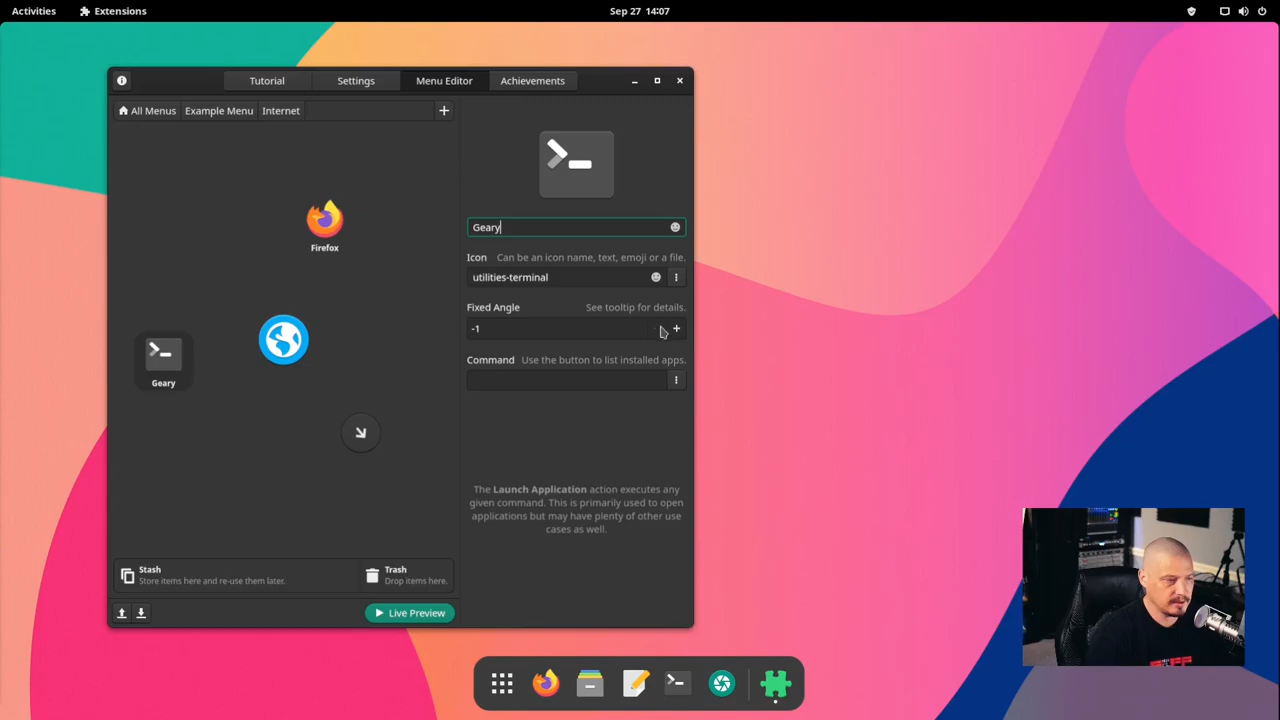 Activities
Extensions
Sep 27 14:07
Tutorial
Settings
Menu Editor
Achievements
All Menus
Example Menu
Internet
Firefox
Geary
Geary
Icon
Can be an icon name, text, emoji or a file.
utilities-terminal
Fixed Angle
See tooltip for details.
-1
Command
Use the button to list installed apps.
The Launch Application action executes any
given command. This is primarily used to open
applications but may have plenty of other use
cases as well.
Stash
Store items here and re-use them later.
Trash
Drop items here.
Live Preview